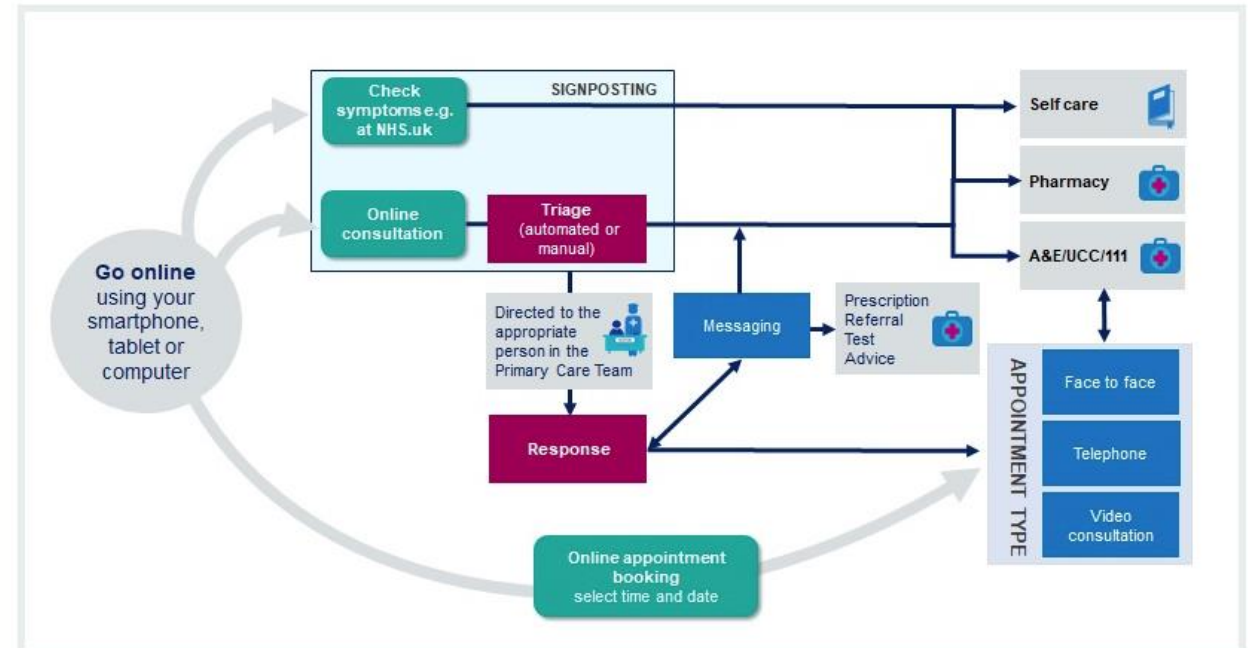 SIGNPOSTING
Check
symptoms e.g.
at NHS.uk
Online
consultation
Triage
(automated or
manual)
Self care
Pharmacy
A&E/UCC/111
Go online
using your
smartphone,
tablet or
computer
Directed to the
appropriate
person in the
Primary Care Team
Messaging
Prescription
Referral
Test
Advice
Response
APPOINTMENT TYPE
Face to face
Telephone
Video
consultation
Online appointment
booking
select time and date